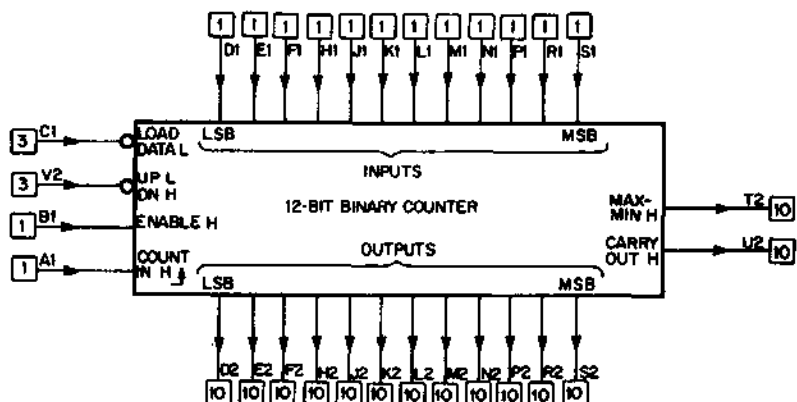 1 1 1 1 1 1 1 1 1 1 1 1
D1 E1 F1 H1 J1 K1 L1 M1 N1 P1 R1 S1
3 C1 LOAD DATA L
LSB MSB
INPUTS
3 V2 UP L DN H
12-BIT BINARY COUNTER
1 B1 ENABLE H
MAX-MIN H T2 10
1 A1 COUNT IN H
OUTPUTS
CARRY OUT H U2 10
LSB MSB
D2 E2 F2 H2 J2 K2 L2 M2 N2 P2 R2 S2
10 10 10 10 10 10 10 10 10 10 10 10